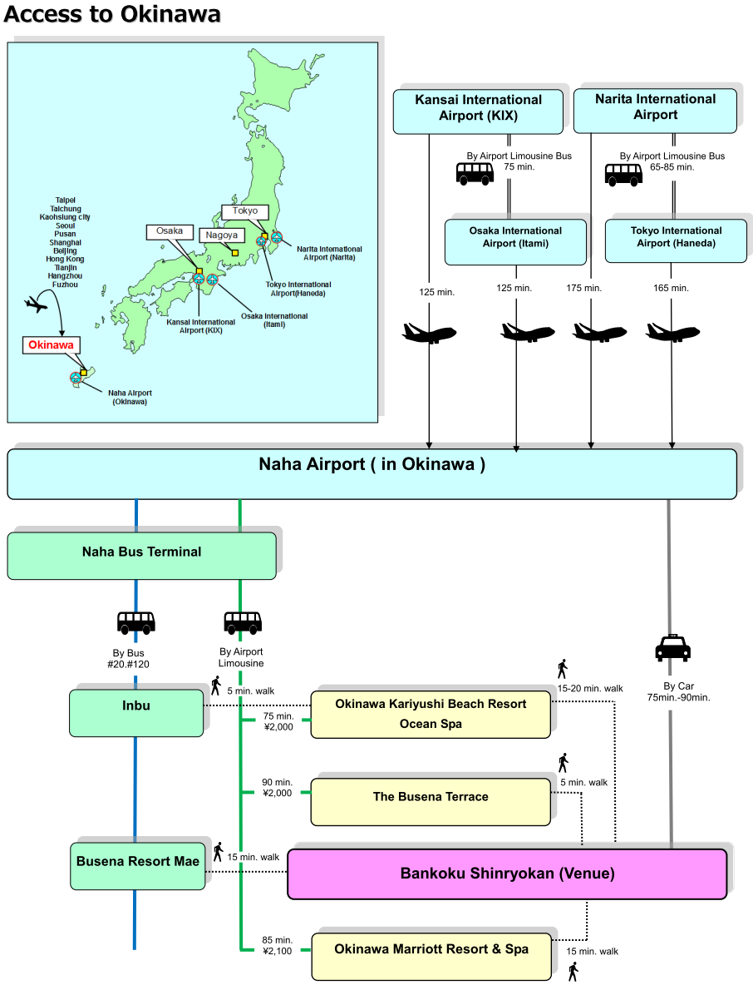 Access to Okinawa
Taipei
Taichung
Kaohsiung city
Seoul
Pusan
Shanghai
Beijing
Hong Kong
Tianjin
Hangzhou
Fuzhou
Okinawa
Naha Airport
(Okinawa)
Osaka
Nagoya
Tokyo
Narita International
Airport (Narita)
Tokyo International
Airport(Haneda)
Osaka International
(Itami)
Kansai International
Airport (KIX)
Kansai International
Airport (KIX)
Narita International
Airport
By Airport Limousine Bus
75 min.
By Airport Limousine Bus
65-85 min.
Osaka International
Airport (Itami)
Tokyo International
Airport (Haneda)
125 min.
125 min.
175 min.
165 min.
Naha Airport ( in Okinawa )
Naha Bus Terminal
By Bus
#20.#120
By Airport
Limousine
By Car
75min.-90min.
Inbu
5 min. walk
Okinawa Kariyushi Beach Resort
Ocean Spa
15-20 min. walk
75 min.
¥2,000
90 min.
¥2,000
The Busena Terrace
5 min. walk
Busena Resort Mae
15 min. walk
Bankoku Shinryokan (Venue)
85 min.
¥2,100
Okinawa Marriott Resort & Spa
15 min. walk